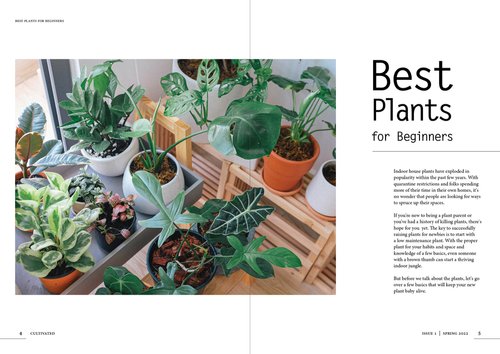 BEST PLANTS FOR BEGINNERS
Best
Plants
for Beginners
Indoor house plants have exploded in
popularity within the past few years. With
quarantine restrictions and folks spending
more of their time in their own homes, it's
no wonder that people are looking for ways
to spruce up their spaces.
If you're new to being a plant parent or
you've had a history of killing plants, there's
hope for you yet. The key to successfully
raising plants for newbies is to start with
a low maintenance plant. With the proper
plant for your habits and space and
knowledge of a few basics, even someone
with a brown thumb can start a thriving
indoor jungle.
But before we talk about the plants, let's go
over a few basics that will keep your new
plant baby alive.
4 CULTIVATED
ISSUE 1 | SPRING 2022 5